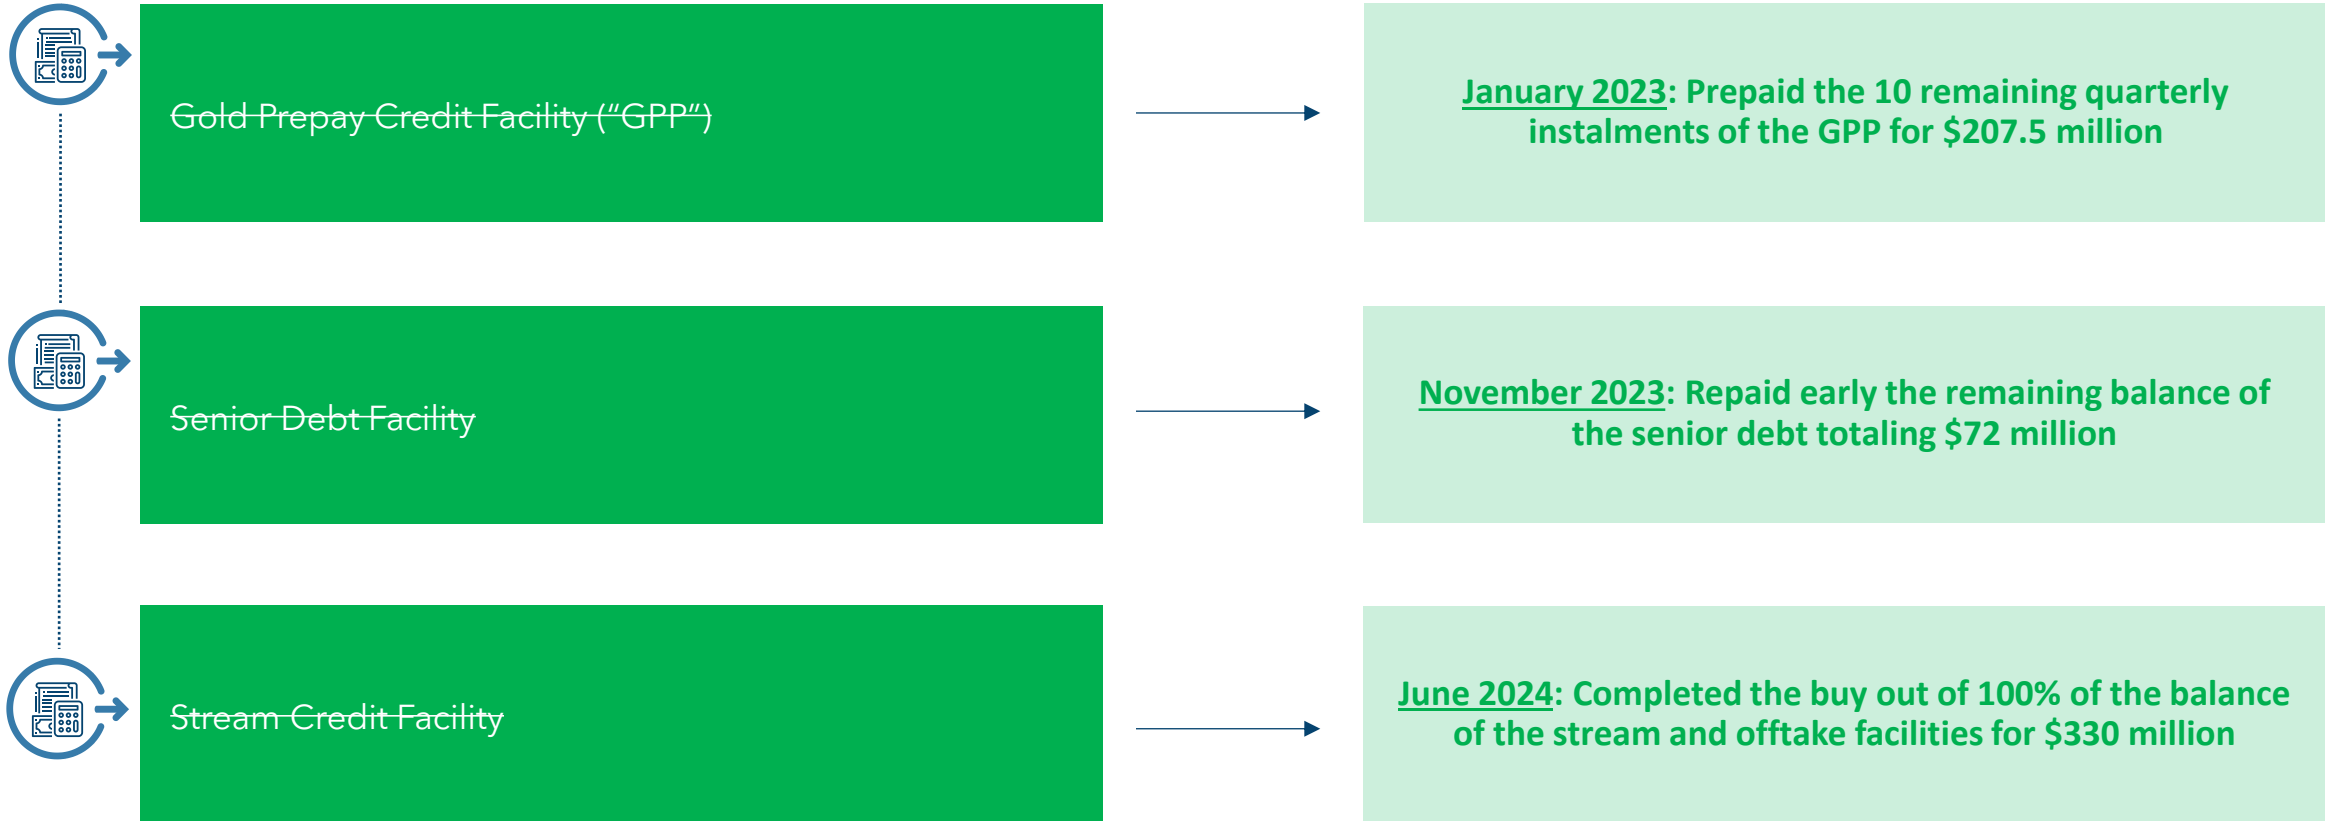 Gold Prepay Credit Facility (“GPP”)
January 2023: Prepaid the 10 remaining quarterly
instalments of the GPP for $207.5 million
Senior Debt Facility
November 2023: Repaid early the remaining balance of
the senior debt totaling $72 million
Stream Credit Facility
June 2024: Completed the buy out of 100% of the balance
of the stream and offtake facilities for $330 million